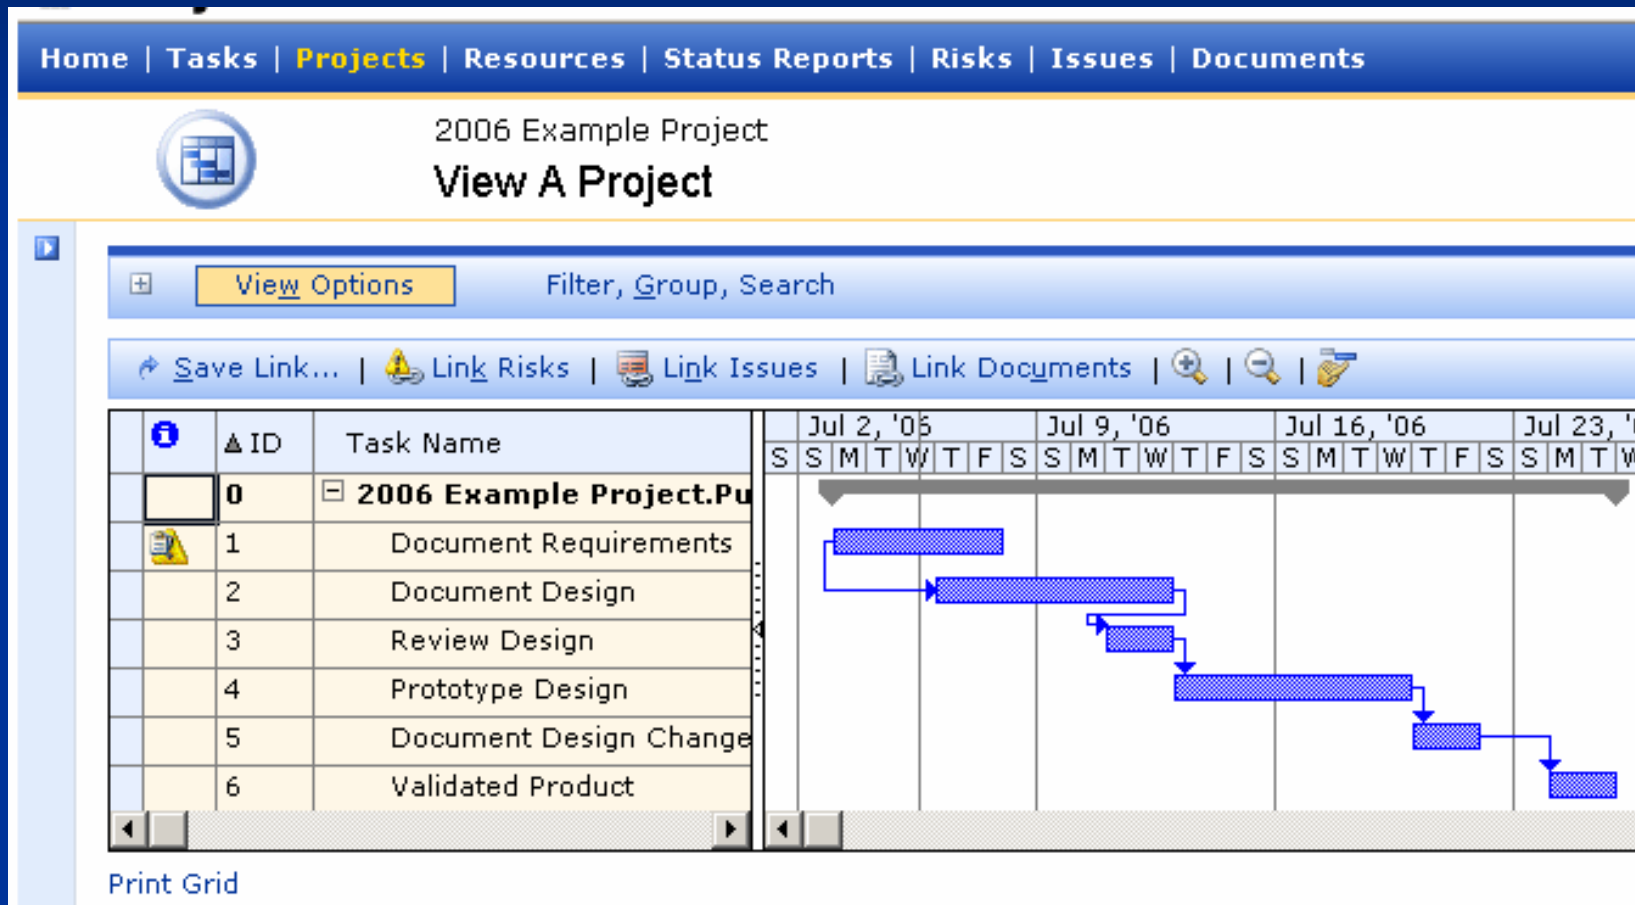 Home | Tasks | Projects | Resources | Status Reports | Risks | Issues | Documents
2006 Example Project
View A Project
View Options Filter, Group, Search
Save Link... | Link Risks | Link Issues | Link Documents
ID Task Name
Jul 2, '06 Jul 9, '06 Jul 16, '06 Jul 23, '
S S M T W T F S S M T W T F S S M T W T F S S M T W
0 2006 Example Project.Pu
1 Document Requirements
2 Document Design
3 Review Design
4 Prototype Design
5 Document Design Change
6 Validated Product
Print Grid